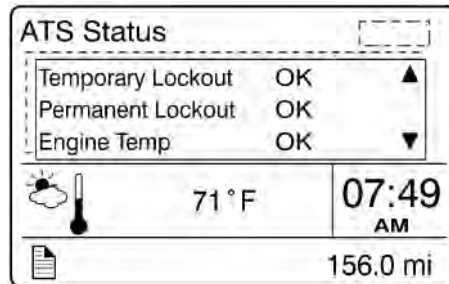 ATS Status
Temporary Lockout OK
Permanent Lockout OK
Engine Temp OK
71°F
07:49
AM
156.0 mi